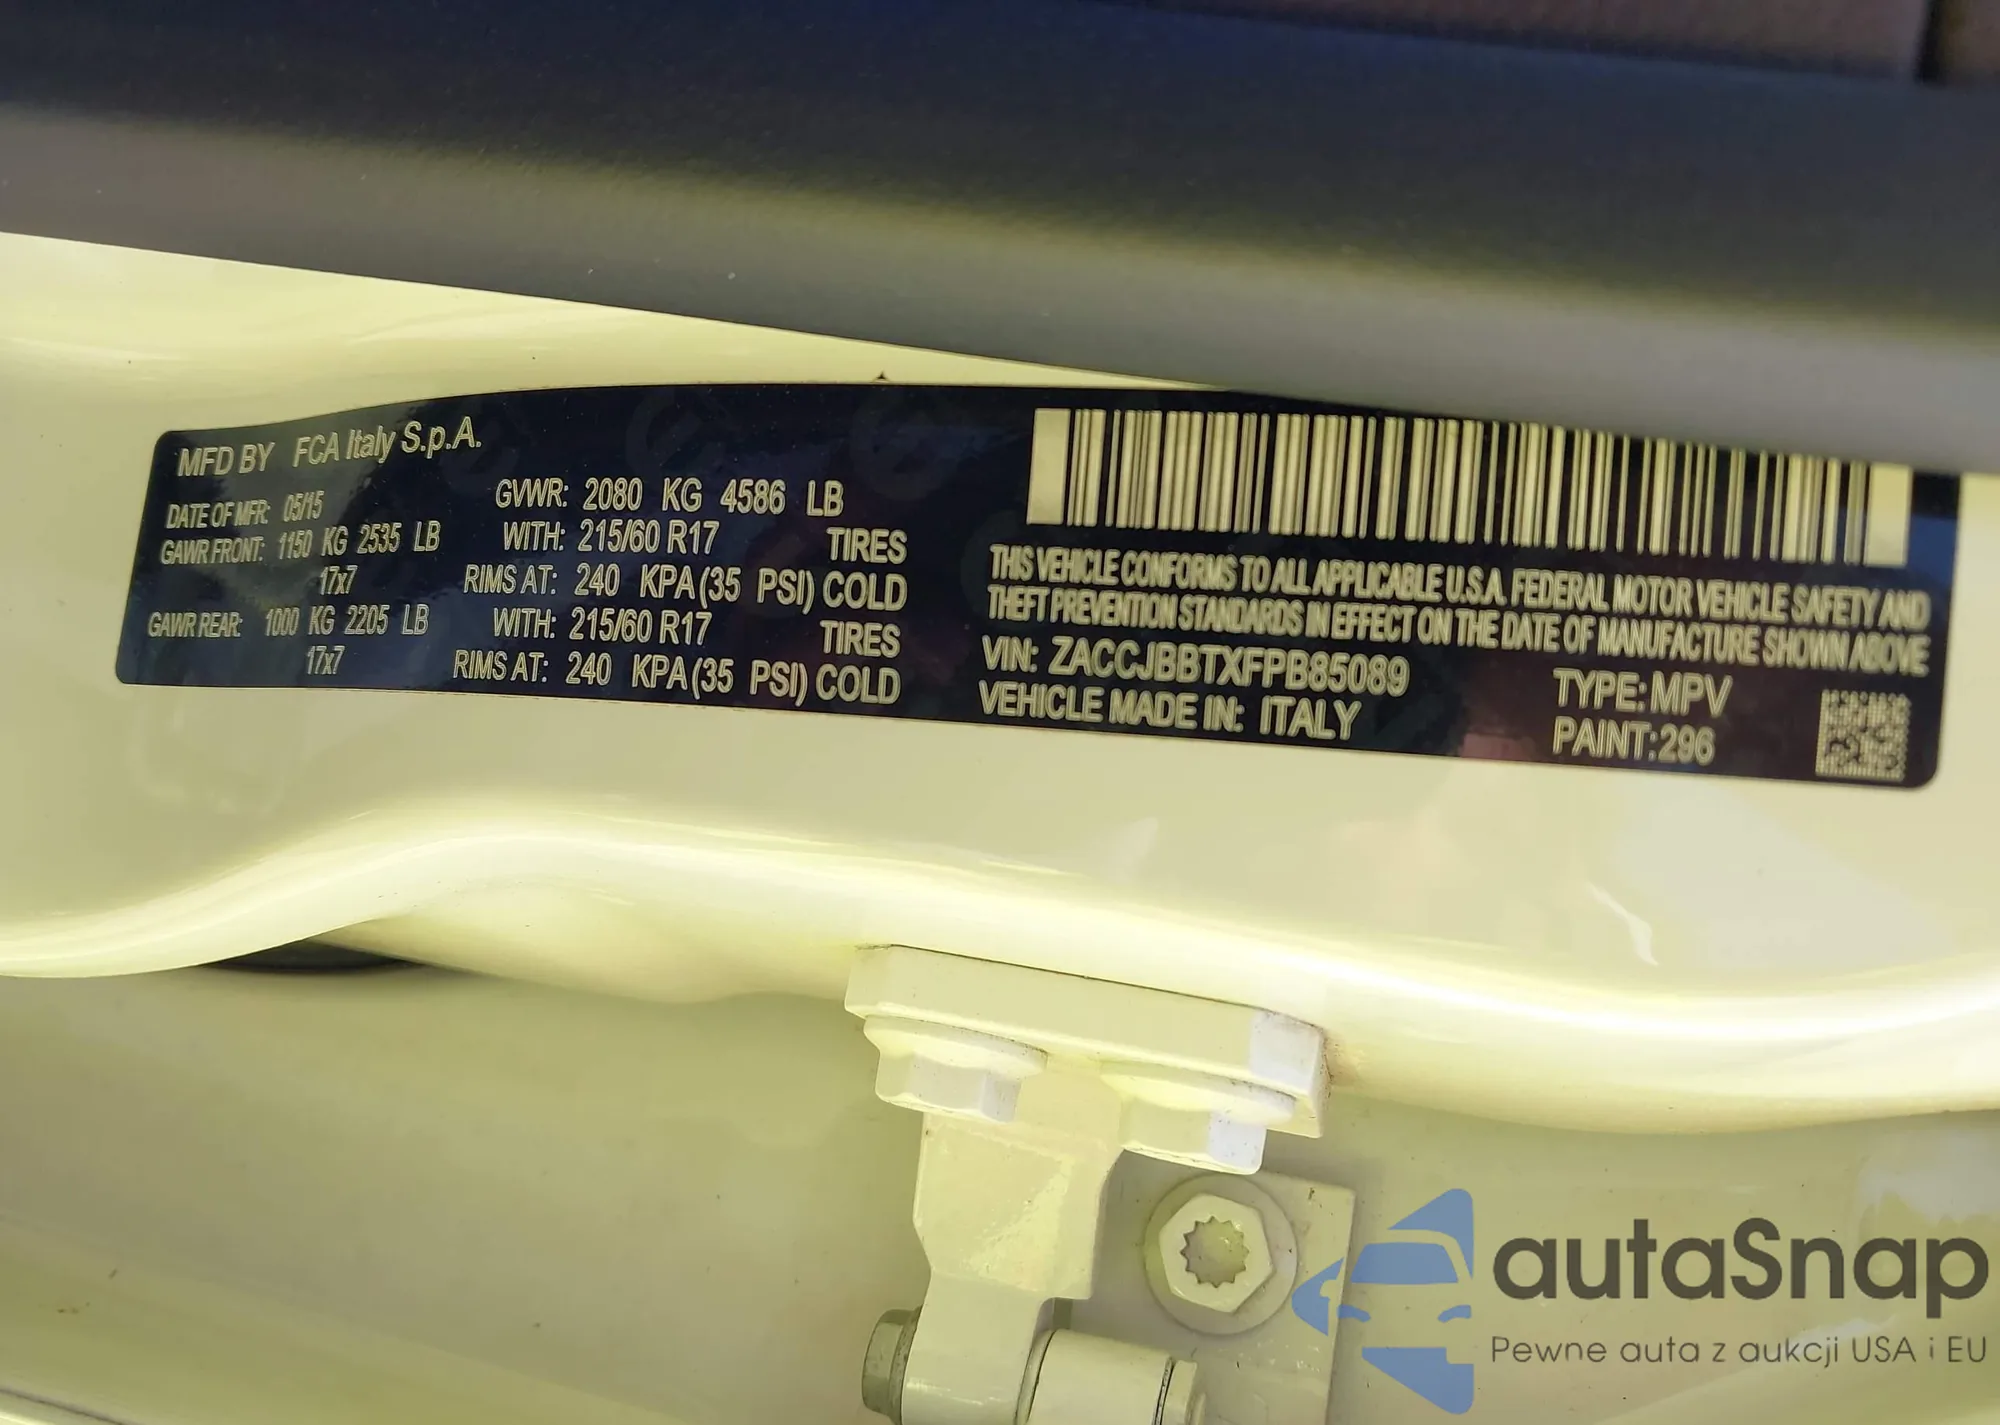 MFD BY FCA Italy S.p.A.
DATE OF MFR: 05/15 GVWR: 2080 KG 4586 LB
GAWR FRONT: 1150 KG 2535 LB WITH: 215/60 R17 TIRES
17x7 RIMS AT: 240 KPA (35 PSI) COLD
GAWR REAR: 1000 KG 2205 LB WITH: 215/60 R17 TIRES
17x7 RIMS AT: 240 KPA (35 PSI) COLD
THIS VEHICLE CONFORMS TO ALL APPLICABLE U.S.A. FEDERAL MOTOR VEHICLE SAFETY AND
THEFT PREVENTION STANDARDS IN EFFECT ON THE DATE OF MANUFACTURE SHOWN ABOVE
VIN: ZACCJBBTXFPB85089 TYPE: MPV
VEHICLE MADE IN: ITALY PAINT: 296
autaSnap
Pewne auta z aukcji USA i EU